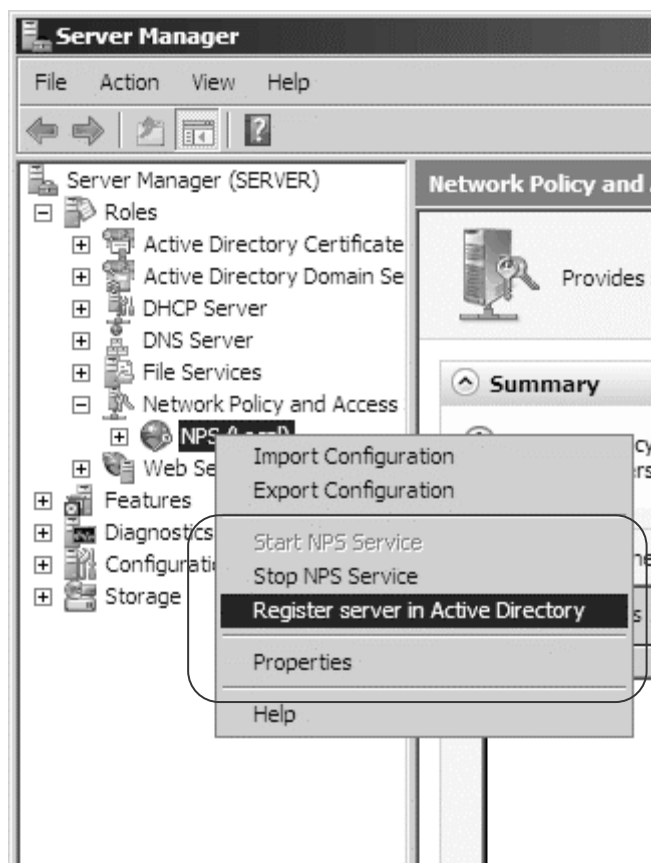 Server Manager
File Action View Help
Server Manager (SERVER)
Network Policy and
Roles
Active Directory Certificate
Active Directory Domain Se
Provides
DHCP Server
DNS Server
File Services
Summary
Network Policy and Access
NPS (Local)
Web Se
Features
Diagnostics
Configurati
Storage
Import Configuration
Export Configuration
Start NPS Service
Stop NPS Service
Register server in Active Directory
Properties
Help